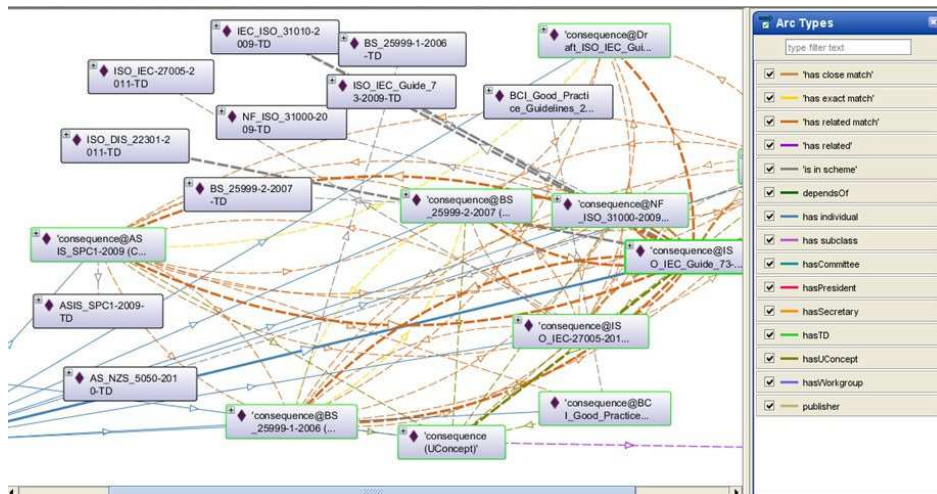 IEC_ISO_31010-2
009-TD
BS_25999-1-2006
-TD
'consequence@Dr
aft_ISO_IEC_Gui...
ISO_IEC-27005-2
011-TD
ISO_IEC_Guide_7
3-2009-TD
BCI_Good_Practi
ce_Guidelines_2...
NF_ISO_31000-20
09-TD
ISO_DIS_22301-2
011-TD
BS_25999-2-2007
-TD
'consequence@BS
_25999-2-2007 (...
'consequence@NF
_ISO_31000-2009...
'consequence@AS
IS_SPC1-2009 (C...
'consequence@IS
O_IEC_Guide_73-...
ASIS_SPC1-2009-
TD
'consequence@IS
O_IEC-27005-201...
AS_NZS_5050-201
0-TD
'consequence@BS
_25999-1-2006 (...
'consequence@BC
I_Good_Practice...
'consequence
(UConcept)'
Arc Types
type filter text
'has close match'
'has exact match'
'has related match'
'has related'
'is in scheme'
dependsOf
has individual
has subclass
hasCommittee
hasPresident
hasSecretary
hasTD
hasUConcept
hasWorkgroup
publisher